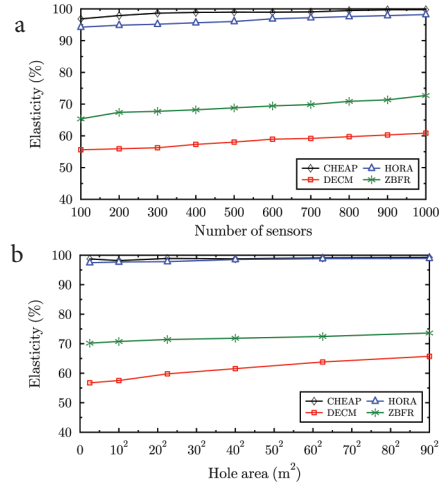 a
100
90
80
70
60
50
40
Elasticity (%)
CHEAP HORA
DECM ZBFR
100 200 300 400 500 600 700 800 900 1000
Number of sensors
b
100
90
80
70
60
50
40
Elasticity (%)
CHEAP HORA
DECM ZBFR
0 10² 20² 30² 40² 50² 60² 70² 80² 90²
Hole area (m²)